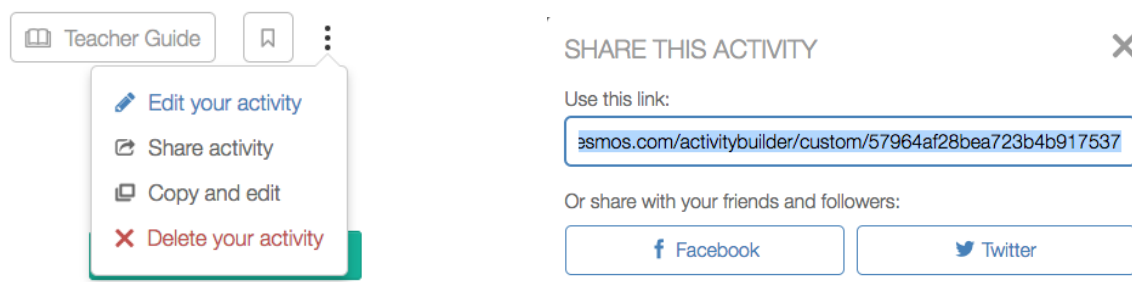 Teacher Guide
Edit your activity
Share activity
Copy and edit
Delete your activity
SHARE THIS ACTIVITY
Use this link:
esmos.com/activitybuilder/custom/57964af28bea723b4b917537
Or share with your friends and followers:
Facebook
Twitter